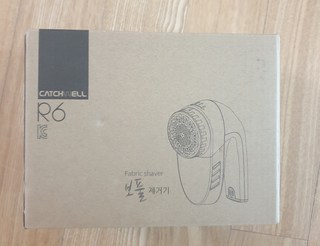 CATCHWELL
R6
Fabric shaver
보풀 제거기